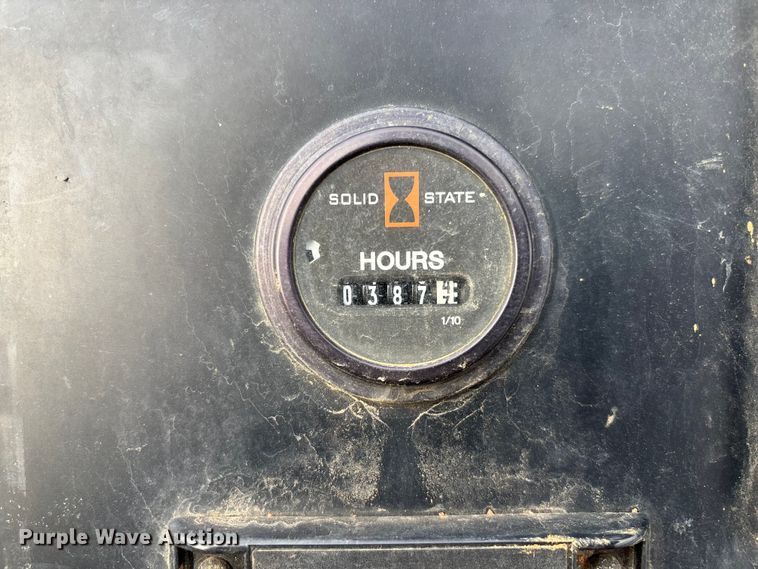 SOLID STATE
HOURS
0387
1/10
Purple Wave Auction